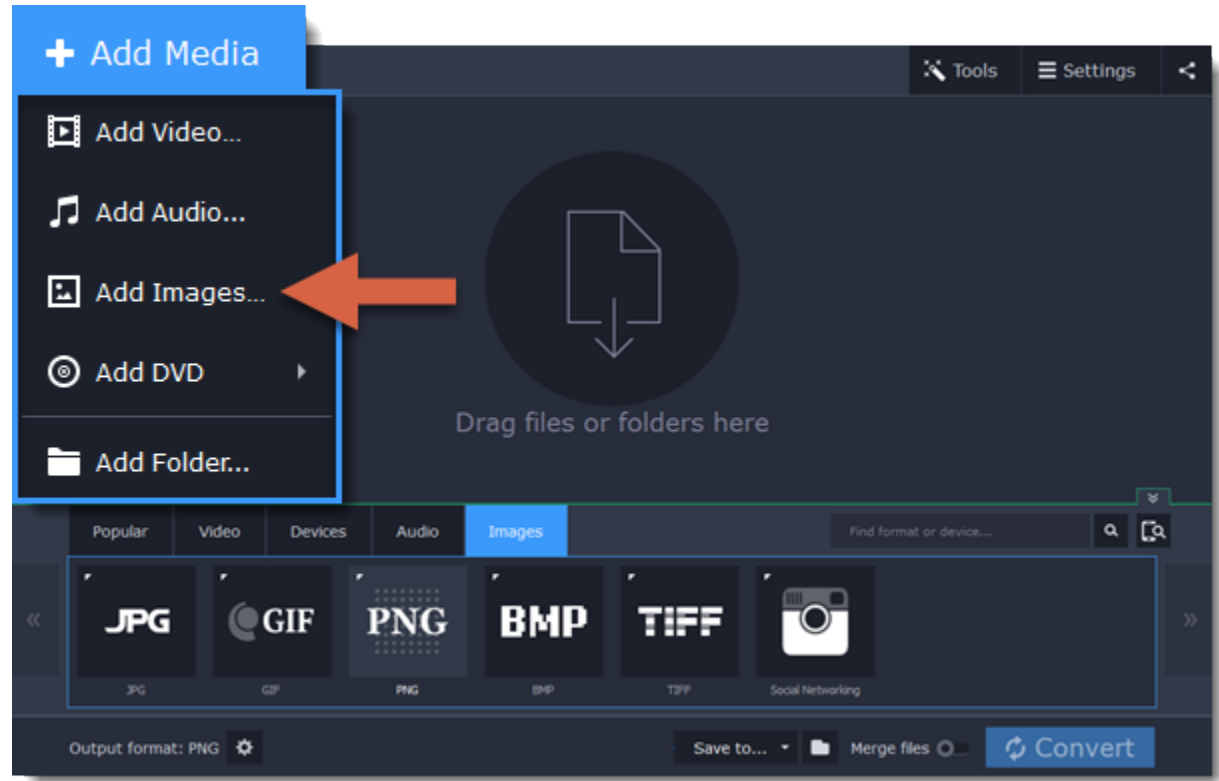 Add Media
Tools Settings
Add Video...
Add Audio...
Add Images...
Add DVD
Add Folder...
Drag files or folders here
Popular Video Devices Audio Images Find format or device...
JPG GIF PNG BMP TIFF
JPG GIF PNG BMP TIFF Social Networking
Output format: PNG Save to... Merge files Convert